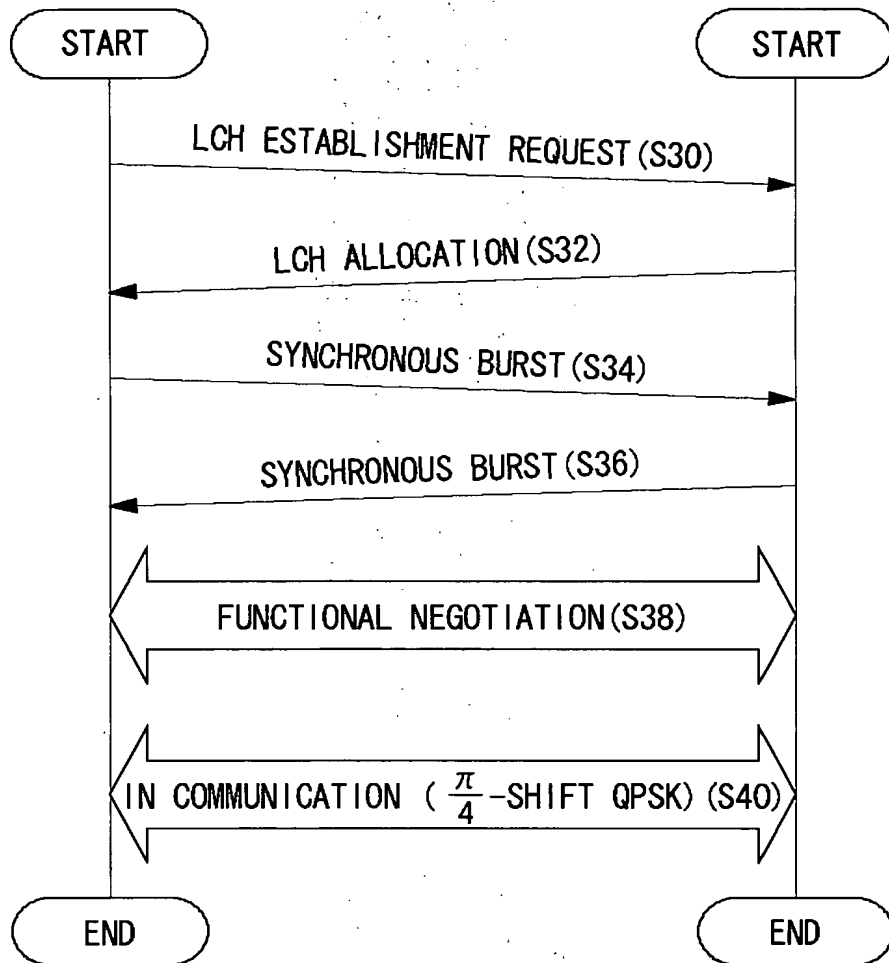 START
START
LCH ESTABLISHMENT REQUEST(S30)
LCH ALLOCATION(S32)
SYNCHRONOUS BURST(S34)
SYNCHRONOUS BURST(S36)
FUNCTIONAL NEGOTIATION(S38)
IN COMMUNICATION ( π/4 -SHIFT QPSK) (S40)
END
END